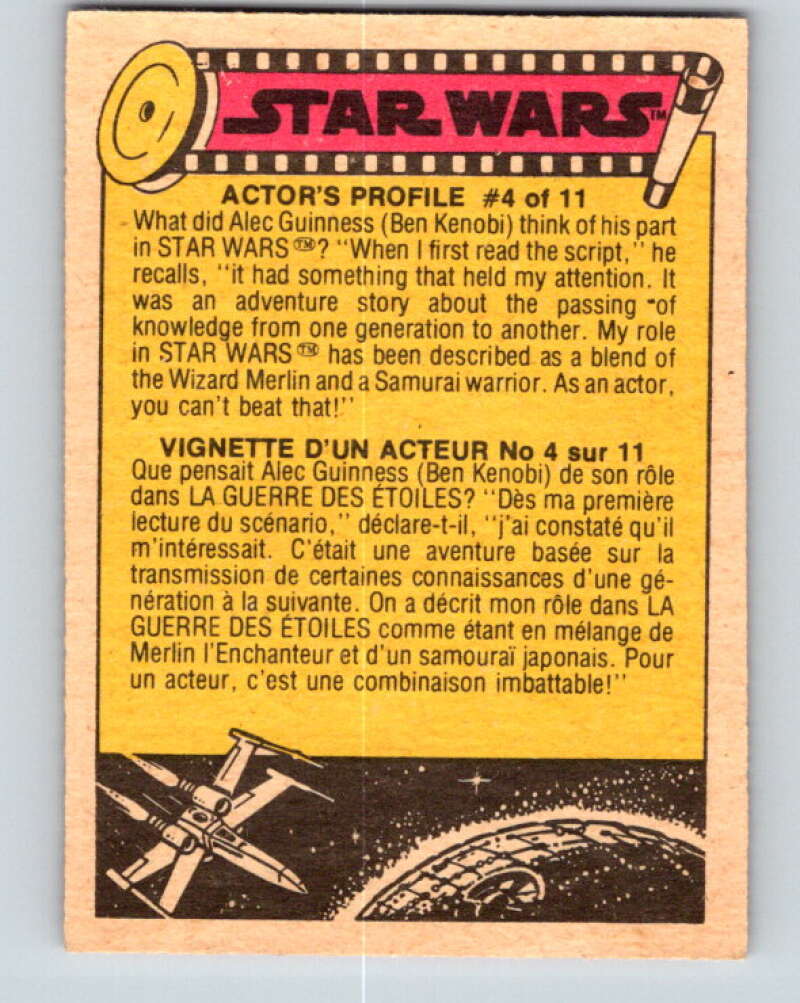 STAR WARS™
ACTOR'S PROFILE #4 of 11
What did Alec Guinness (Ben Kenobi) think of his part
in STAR WARS™? "When I first read the script," he
recalls, "it had something that held my attention. It
was an adventure story about the passing of
knowledge from one generation to another. My role
in STAR WARS™ has been described as a blend of
the Wizard Merlin and a Samurai warrior. As an actor,
you can't beat that!"
VIGNETTE D'UN ACTEUR No 4 sur 11
Que pensait Alec Guinness (Ben Kenobi) de son rôle
dans LA GUERRE DES ÉTOILES? "Dès ma première
lecture du scénario," déclare-t-il, "j'ai constaté qu'il
m'intéressait. C'était une aventure basée sur la
transmission de certaines connaissances d'une gé-
nération à la suivante. On a décrit mon rôle dans LA
GUERRE DES ÉTOILES comme étant en mélange de
Merlin l'Enchanteur et d'un samouraï japonais. Pour
un acteur, c'est une combinaison imbattable!"